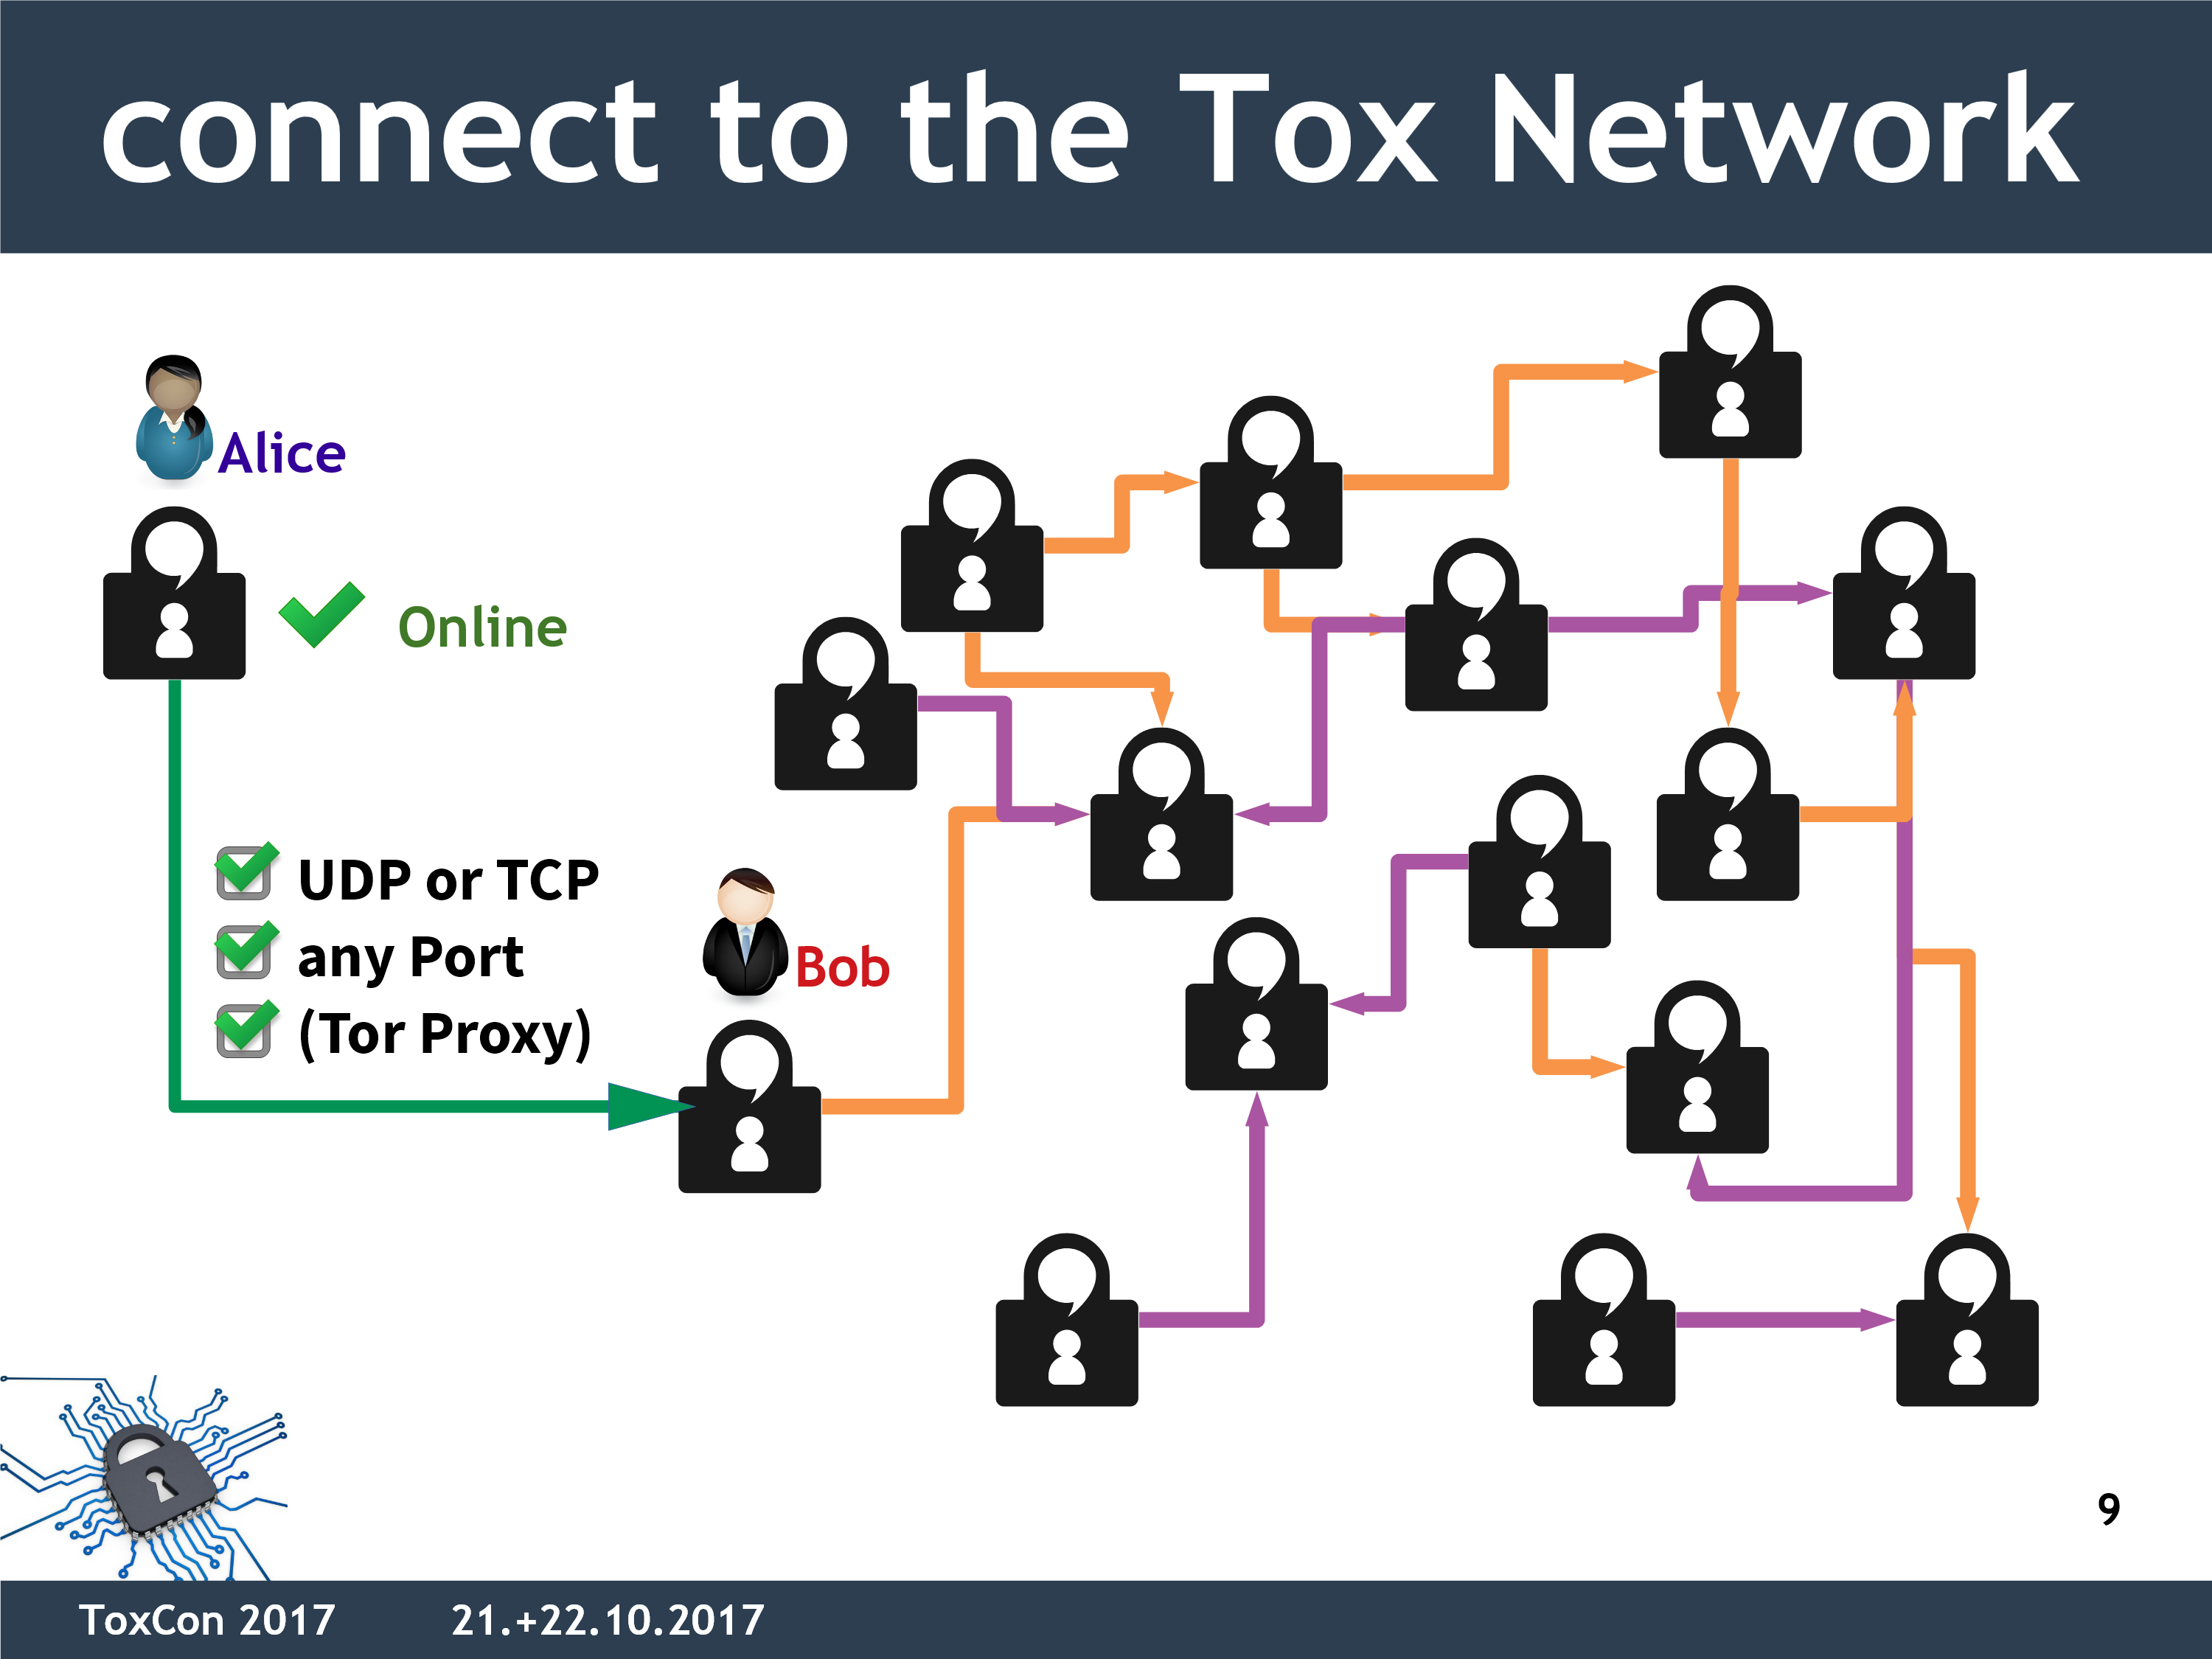 connect to the Tox Network
Alice
Online
UDP or TCP
any Port
(Tor Proxy)
Bob
9
ToxCon 2017 21.+22.10.2017